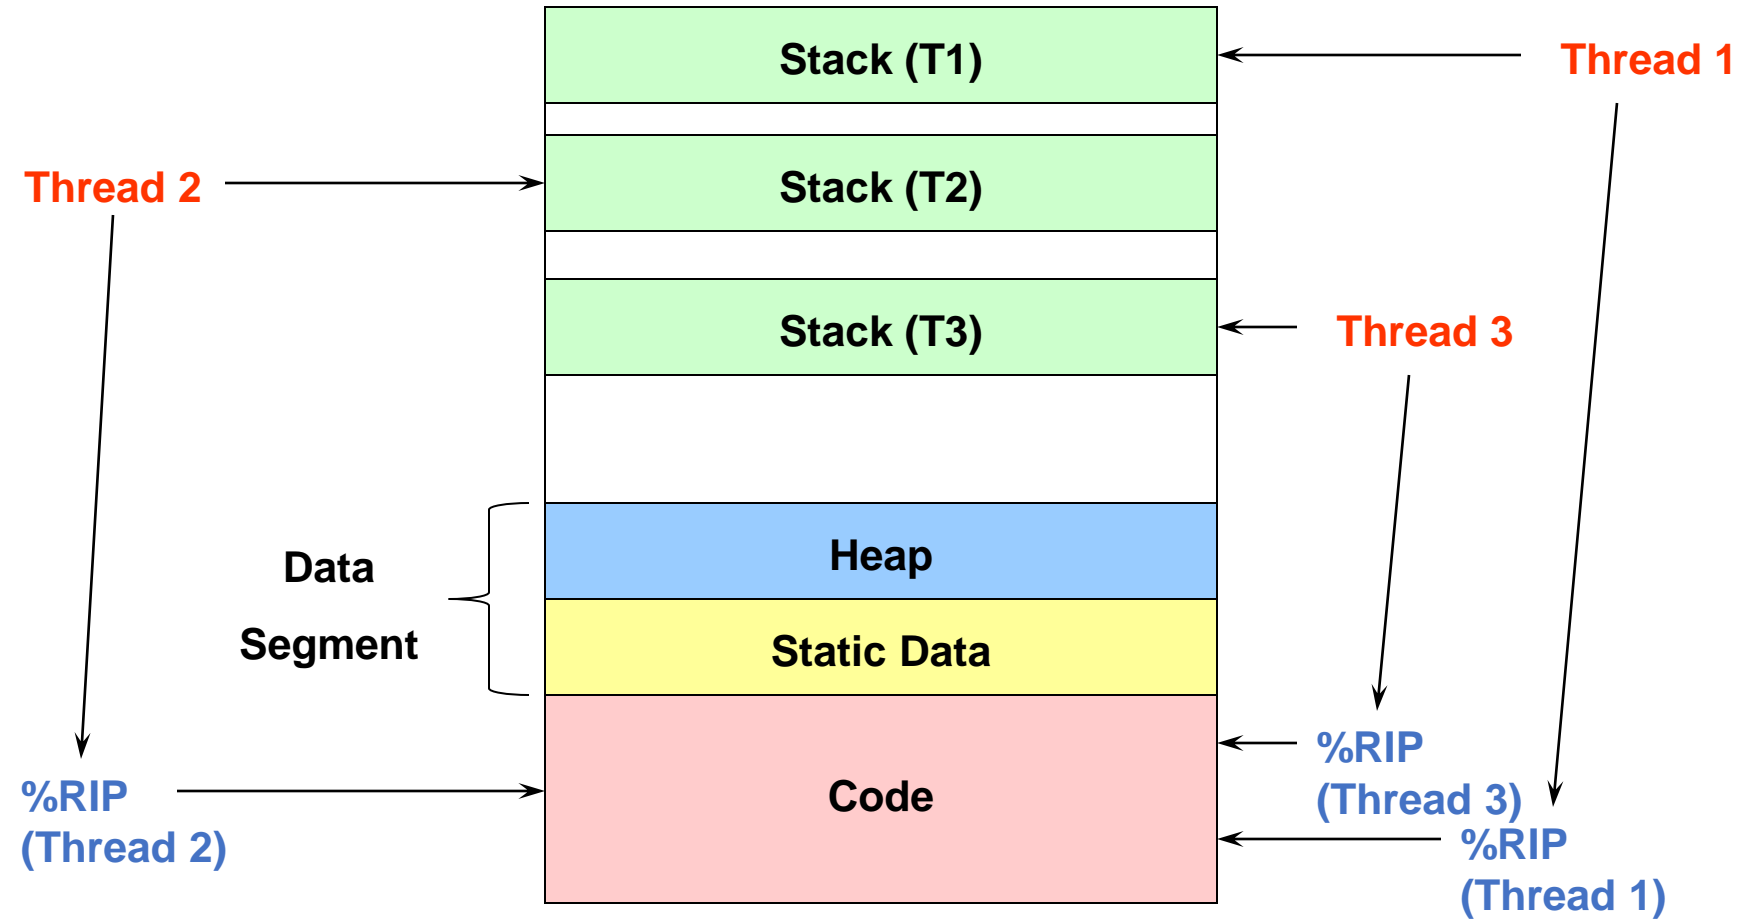 Stack (T1)
Thread 1
Thread 2
Stack (T2)
Stack (T3)
Thread 3
Heap
Data
Segment
Static Data
Code
%RIP
(Thread 3)
%RIP
(Thread 2)
%RIP
(Thread 1)